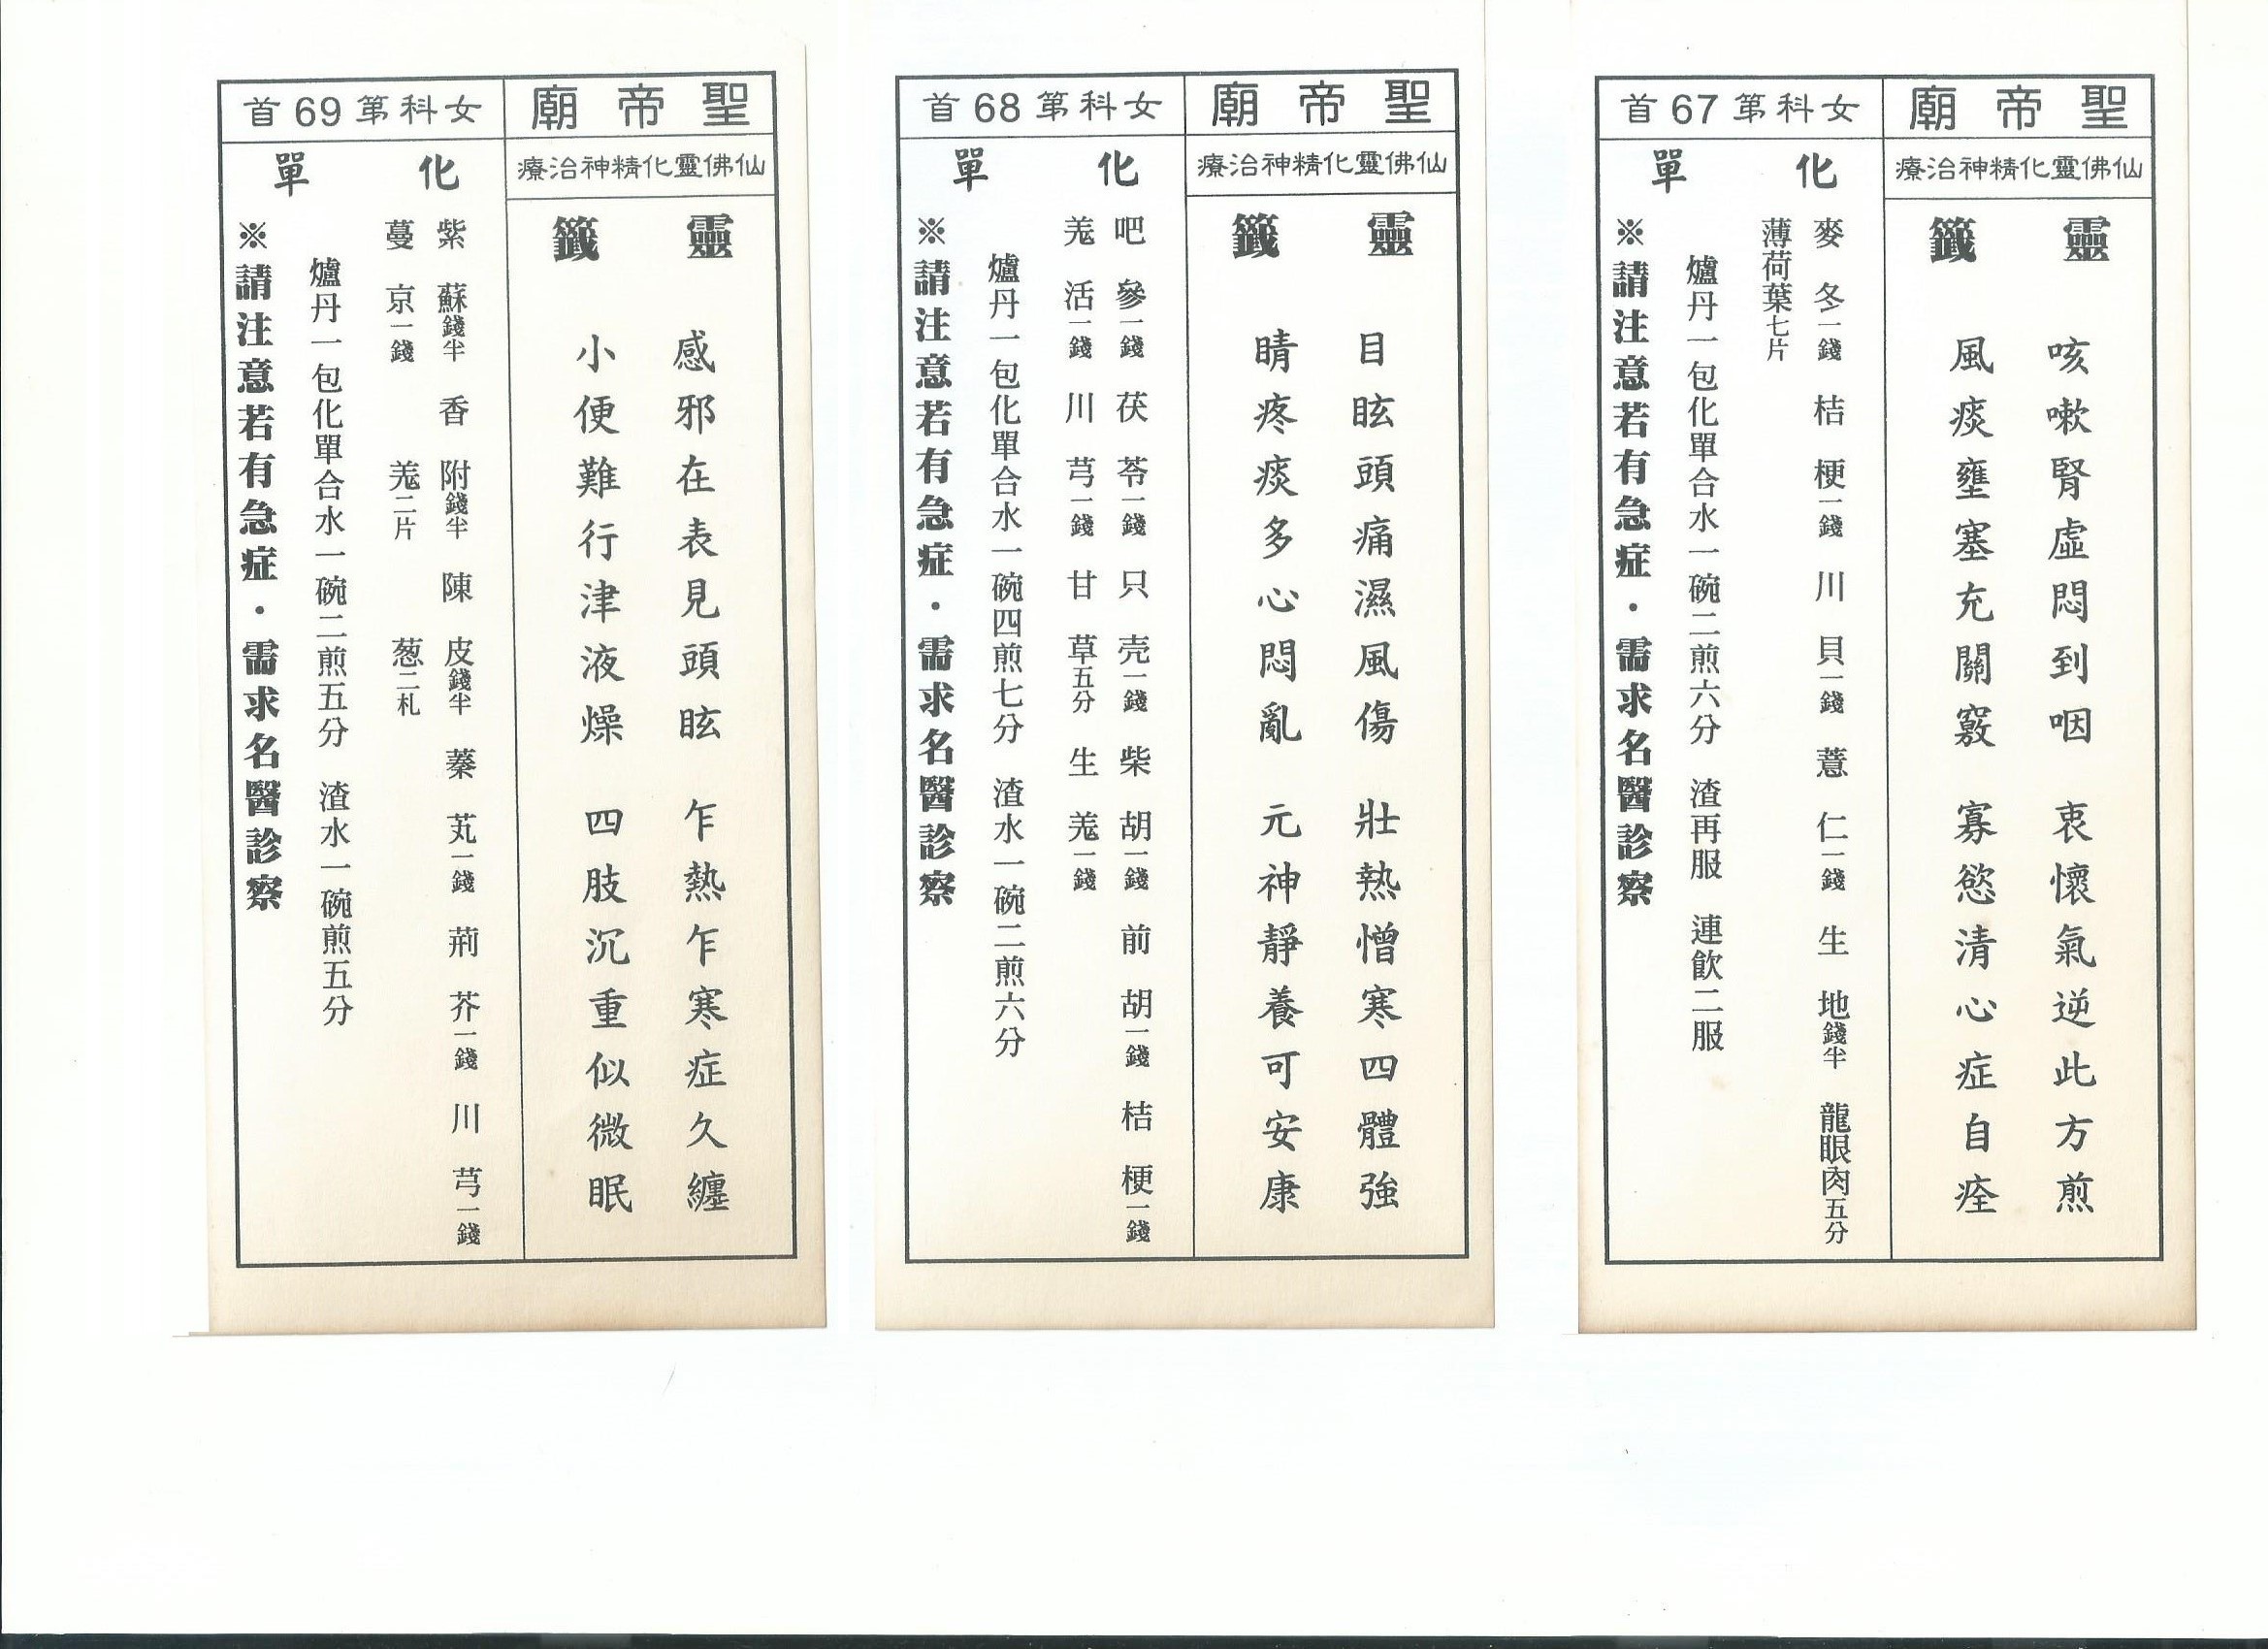 聖帝廟
女科第67首
仙佛靈化精神治療
靈籤
咳嗽腎虛悶到咽 衷懷氣逆此方煎
風痰壅塞充關竅 寡慾清心症自痊
化單
麥冬一錢 桔梗一錢 川貝一錢 薏仁一錢 生地錢半 龍眼肉五分
薄荷葉七片
爐丹一包化單合水一碗二煎六分 渣再服 連飲二服
※請注意若有急症·需求名醫診察
聖帝廟
女科第68首
仙佛靈化精神治療
靈籤
目眩頭痛濕風傷 壯熱憎寒四體強
睛疼痰多心悶亂 元神靜養可安康
化單
吧參一錢 茯苓一錢 只壳一錢 柴胡一錢 前胡一錢 桔梗一錢
羗活一錢 川芎一錢 甘草五分 生羗一錢
爐丹一包化單合水一碗四煎七分 渣水一碗二煎六分
※請注意若有急症·需求名醫診察
聖帝廟
女科第69首
仙佛靈化精神治療
靈籤
感邪在表見頭眩 乍熱乍寒症久纏
小便難行津液燥 四肢沉重似微眠
化單
紫蘇錢半 香附錢半 陳皮錢半 蓁芄一錢 荊芥一錢 川芎一錢
蔓京一錢 羗二片 葱二札
爐丹一包化單合水一碗二煎五分 渣水一碗煎五分
※請注意若有急症·需求名醫診察